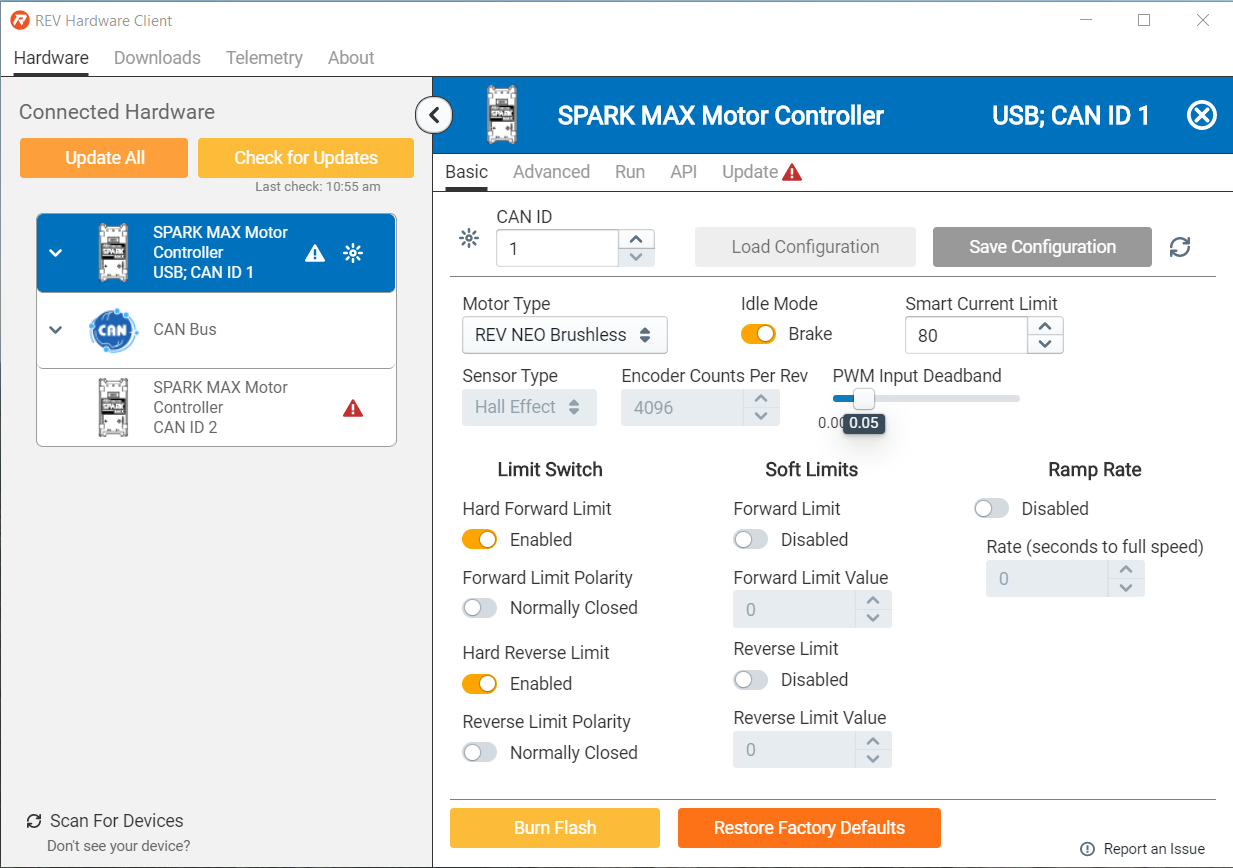 REV Hardware Client
Hardware Downloads Telemetry About
Connected Hardware
Update All Check for Updates
Last check: 10:55 am
SPARK MAX Motor
Controller
USB; CAN ID 1
CAN Bus
SPARK MAX Motor
Controller
CAN ID 2
Scan For Devices
Don't see your device?
SPARK MAX Motor Controller USB; CAN ID 1
Basic Advanced Run API Update
CAN ID
1 Load Configuration Save Configuration
Motor Type Idle Mode Smart Current Limit
REV NEO Brushless Brake 80
Sensor Type Encoder Counts Per Rev PWM Input Deadband
Hall Effect 4096
0.05
Limit Switch Soft Limits Ramp Rate
Hard Forward Limit Forward Limit Disabled
Enabled Disabled
Rate (seconds to full speed)
Forward Limit Polarity Forward Limit Value 0
Normally Closed 0
Hard Reverse Limit Reverse Limit
Enabled Disabled
Reverse Limit Polarity Reverse Limit Value
Normally Closed 0
Burn Flash Restore Factory Defaults
Report an Issue